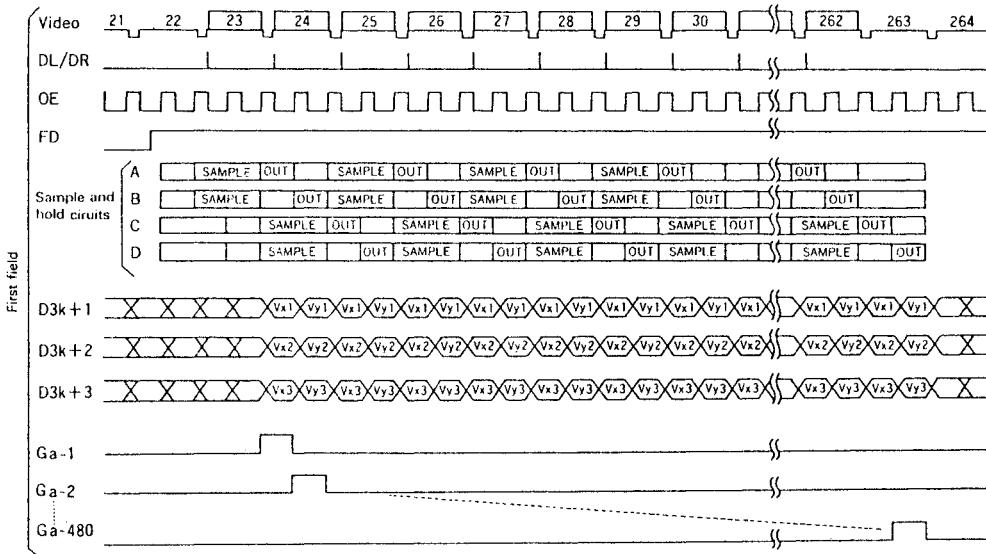 First field
Video 21 22 23 24 25 26 27 28 29 30 262 263 264
DL/DR
OE
FD
Sample and hold ciruits
A SAMPLE OUT SAMPLE OUT SAMPLE OUT SAMPLE OUT OUT
B SAMPLE OUT SAMPLE OUT SAMPLE OUT SAMPLE OUT OUT
C SAMPLE OUT SAMPLE OUT SAMPLE OUT SAMPLE OUT SAMPLE OUT
D SAMPLE OUT SAMPLE OUT SAMPLE OUT SAMPLE SAMPLE OUT
D3k+1 Vx1 Vy1 Vx1 Vy1 Vx1 Vy1 Vx1 Vy1 Vx1 Vy1 Vx1 Vy1 Vx1 Vy1 Vx1 Vx1 Vy1 Vx1 Vy1
D3k+2 Vx2 Vy2 Vx2 Vy2 Vx2 Vy2 Vx2 Vy2 Vx2 Vy2 Vx2 Vy2 Vx2 Vy2 Vx2 Vx2 Vy2 Vx2 Vy2
D3k+3 Vx3 Vy3 Vx3 Vy3 Vx3 Vy3 Vx3 Vy3 Vx3 Vy3 Vx3 Vy3 Vx3 Vy3 Vx3 Vx3 Vy3 Vx3 Vy3
Ga-1
Ga-2
Ga-480